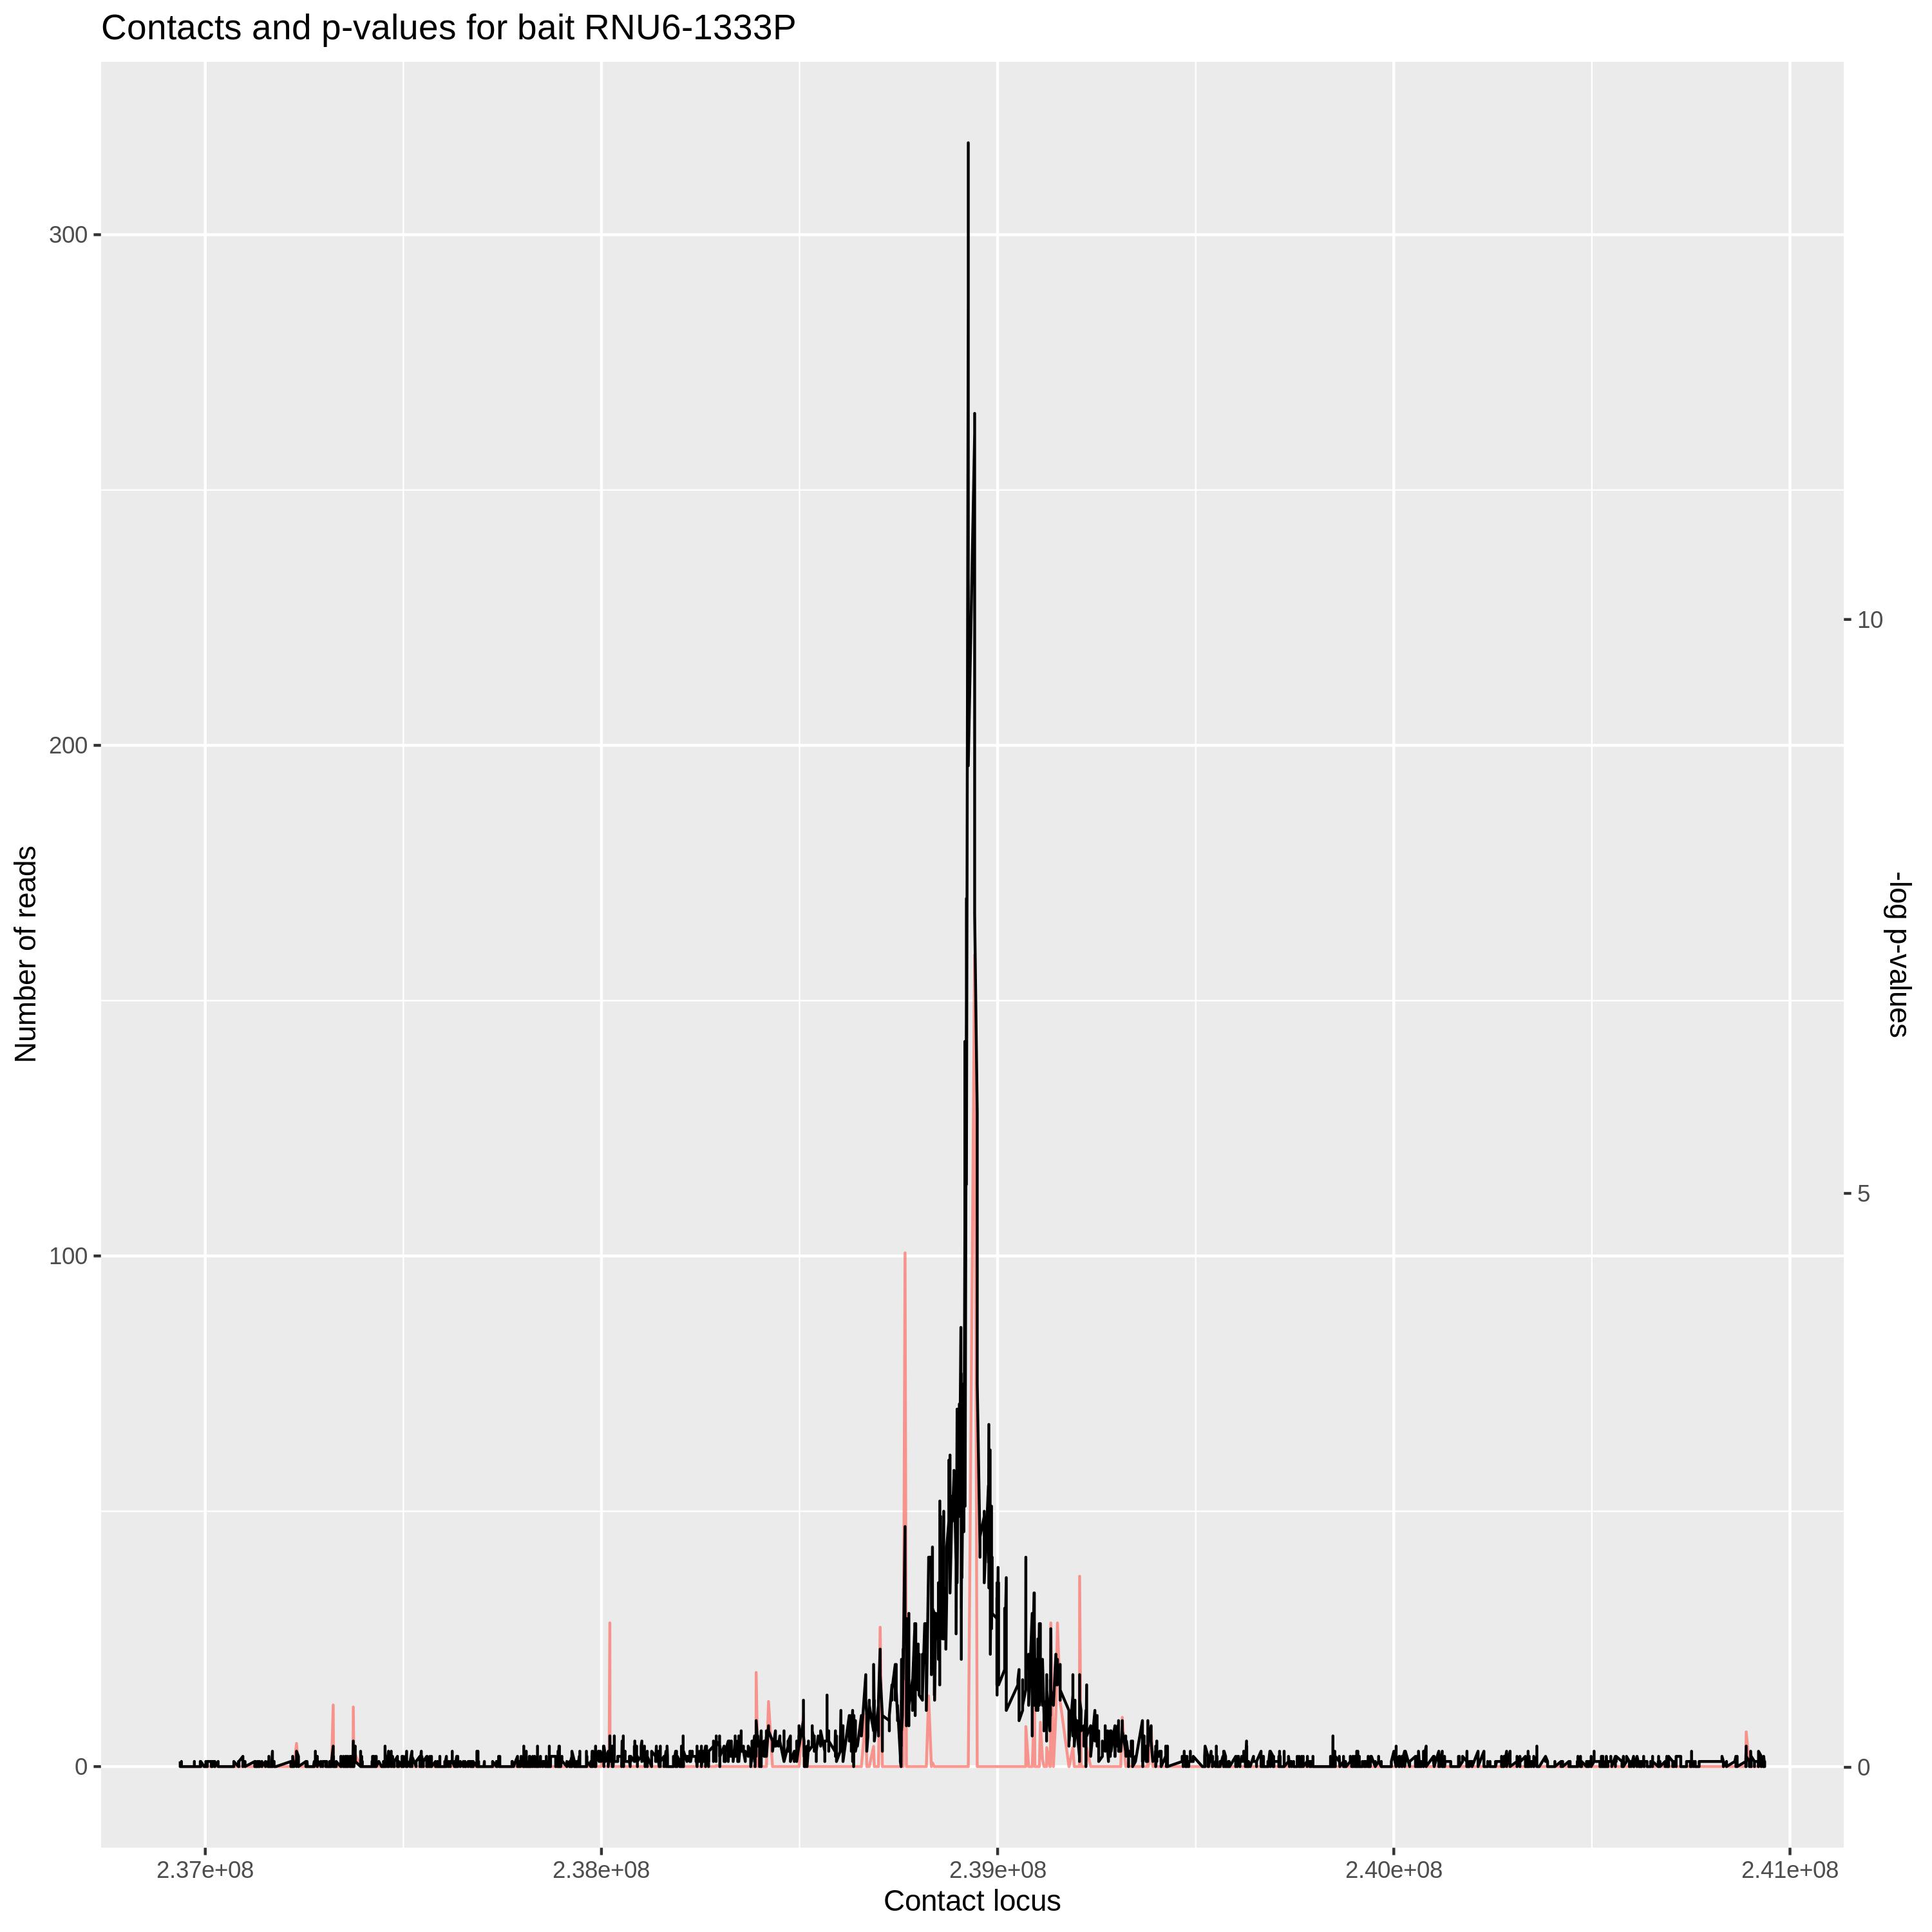 Contacts and p-values for bait RNU6-1333P
300
200
100
0
Number of reads
10
5
0
-log p-values
2.37e+08
2.38e+08
2.39e+08
2.40e+08
2.41e+08
Contact locus